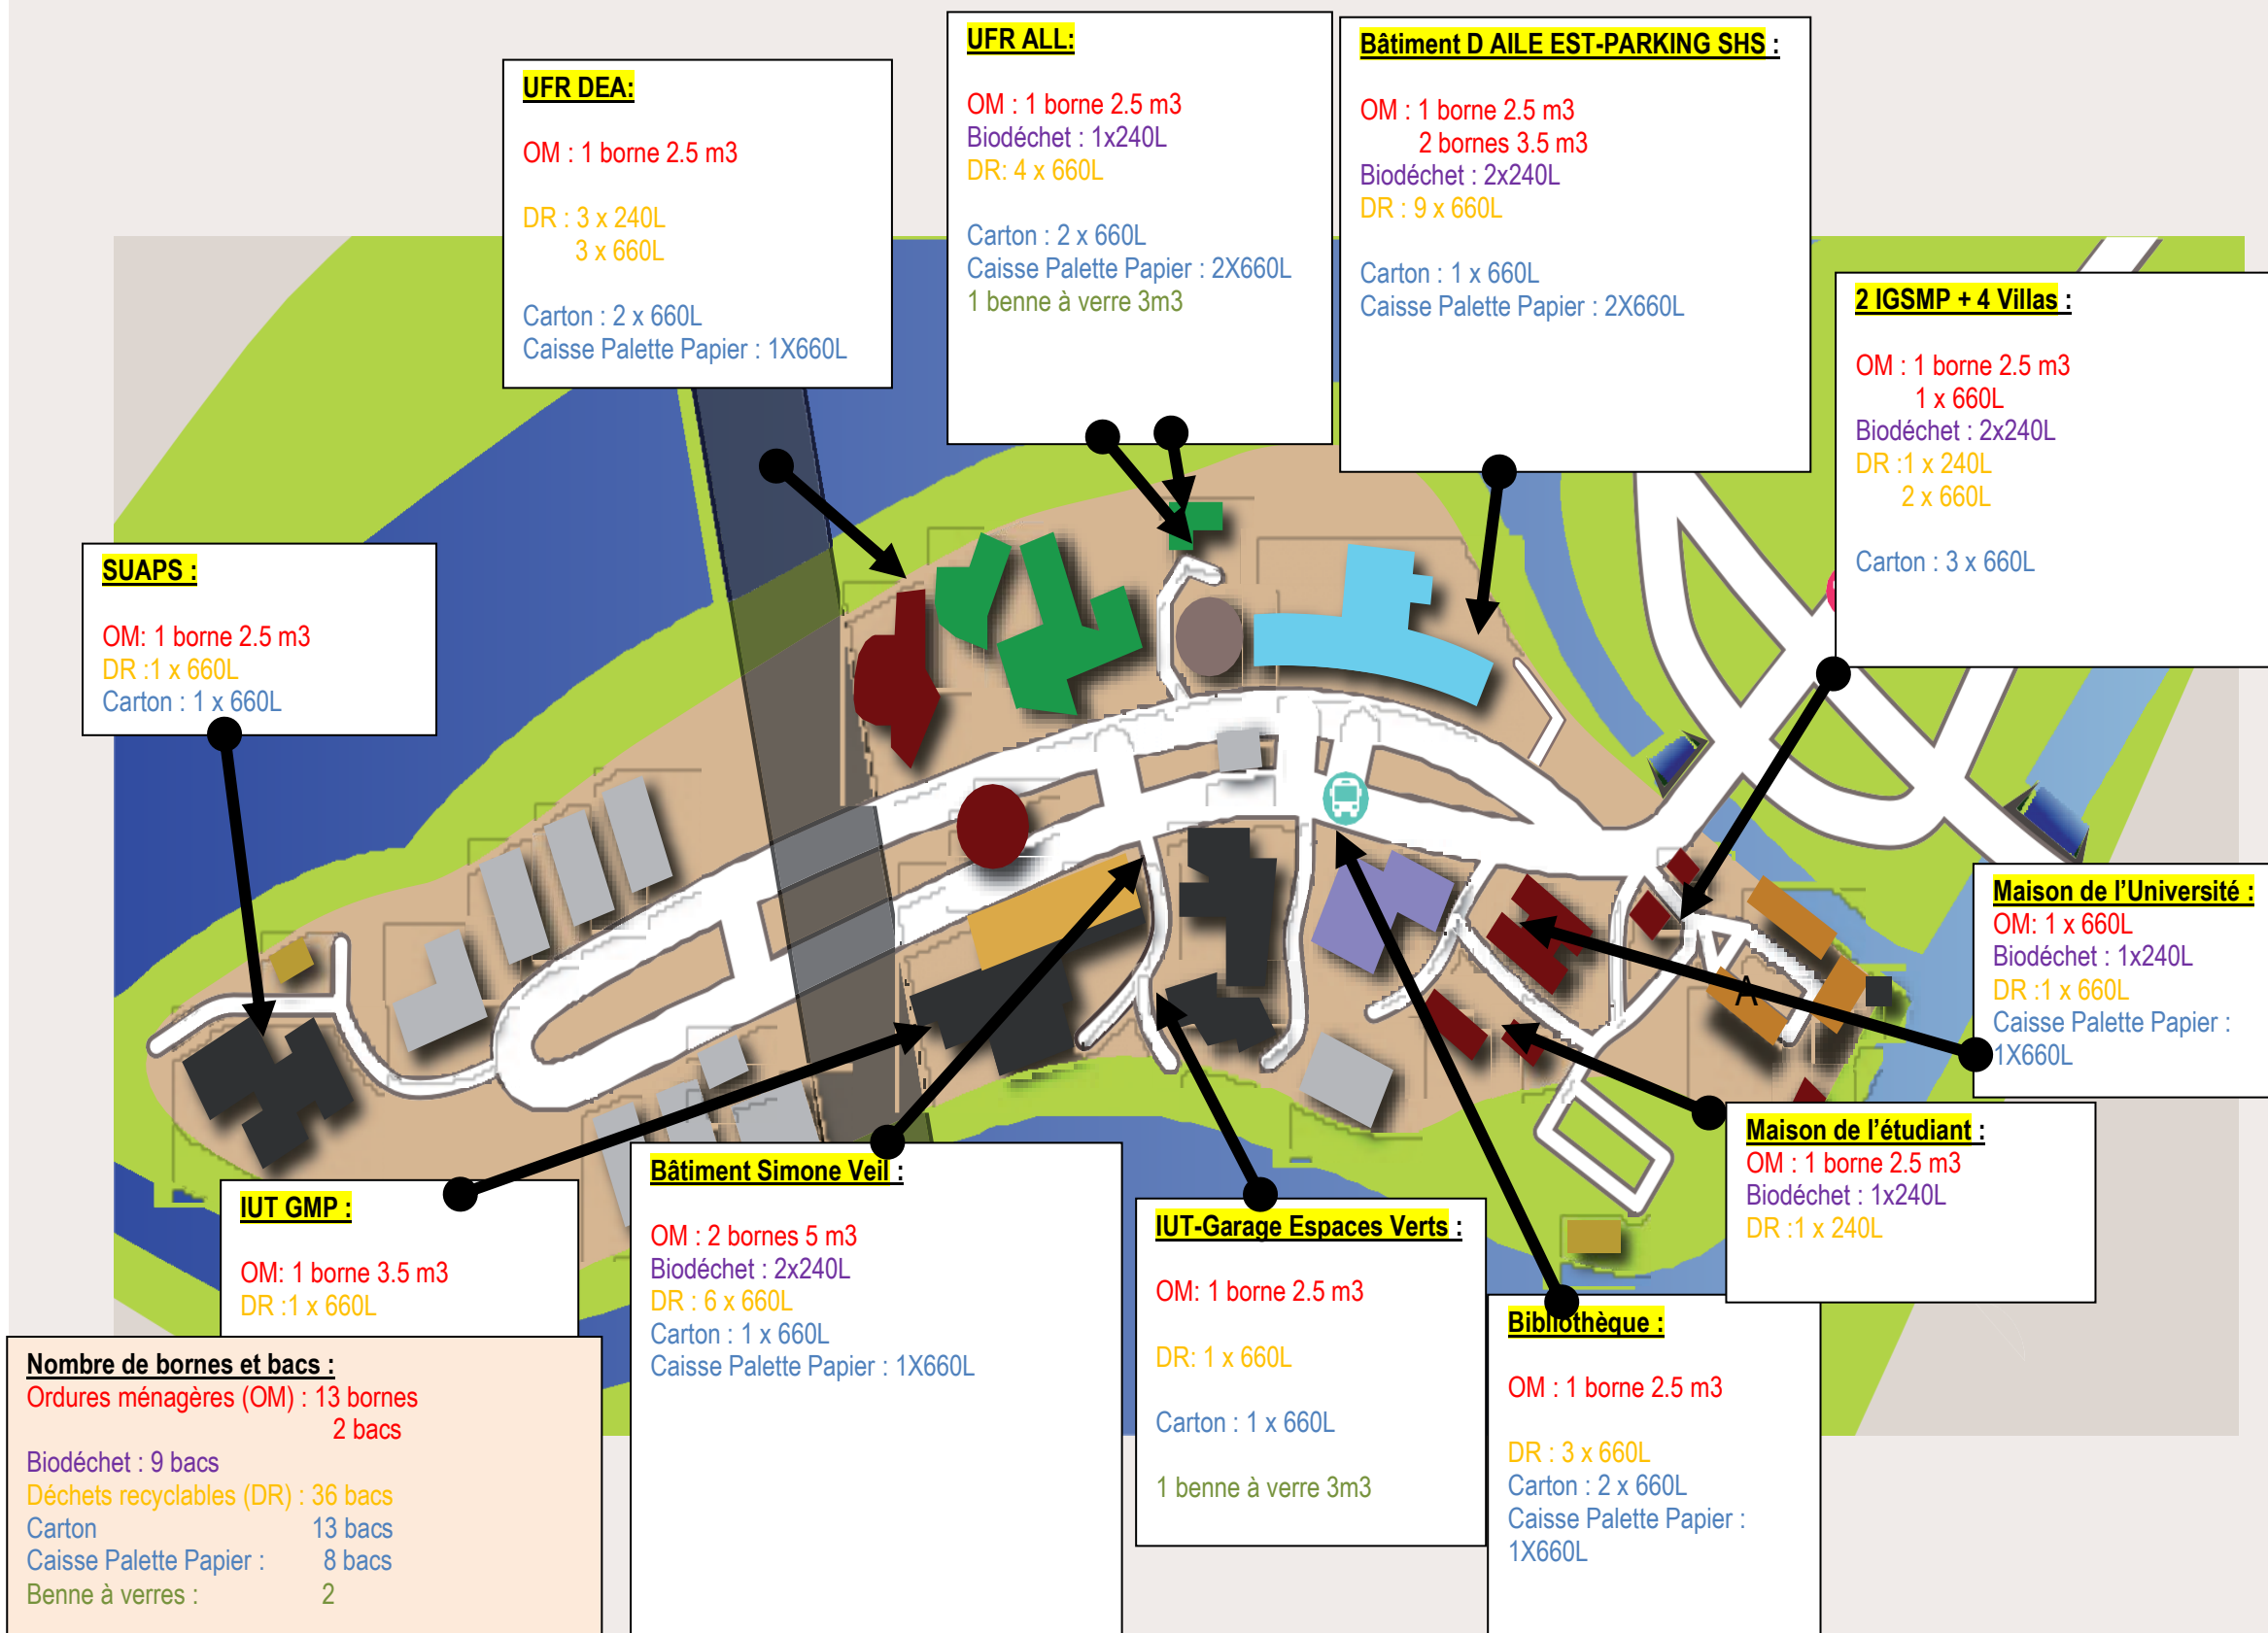 UFR DEA:
OM : 1 borne 2.5 m3
DR : 3 x 240L
3 x 660L
Carton : 2 x 660L
Caisse Palette Papier : 1X660L
UFR ALL:
OM : 1 borne 2.5 m3
Biodéchet : 1x240L
DR: 4 x 660L
Carton : 2 x 660L
Caisse Palette Papier : 2X660L
1 benne à verre 3m3
Bâtiment D AILE EST-PARKING SHS :
OM : 1 borne 2.5 m3
2 bornes 3.5 m3
Biodéchet : 2x240L
DR : 9 x 660L
Carton : 1 x 660L
Caisse Palette Papier : 2X660L
2 IGSMP + 4 Villas :
OM : 1 borne 2.5 m3
1 x 660L
Biodéchet : 2x240L
DR :1 x 240L
2 x 660L
Carton : 3 x 660L
SUAPS :
OM: 1 borne 2.5 m3
DR :1 x 660L
Carton : 1 x 660L
Maison de l'Université :
OM: 1 x 660L
Biodéchet : 1x240L
DR :1 x 660L
Caisse Palette Papier :
1X660L
A
Maison de l'étudiant :
OM : 1 borne 2.5 m3
Biodéchet : 1x240L
DR :1 x 240L
IUT GMP :
OM: 1 borne 3.5 m3
DR :1 x 660L
Bâtiment Simone Veil :
OM : 2 bornes 5 m3
Biodéchet : 2x240L
DR : 6 x 660L
Carton : 1 x 660L
Caisse Palette Papier : 1X660L
IUT-Garage Espaces Verts :
OM: 1 borne 2.5 m3
DR: 1 x 660L
Carton : 1 x 660L
1 benne à verre 3m3
Bibliothèque :
OM : 1 borne 2.5 m3
DR : 3 x 660L
Carton : 2 x 660L
Caisse Palette Papier :
1X660L
Nombre de bornes et bacs :
Ordures ménagères (OM) : 13 bornes
2 bacs
Biodéchet : 9 bacs
Déchets recyclables (DR) : 36 bacs
Carton 13 bacs
Caisse Palette Papier : 8 bacs
Benne à verres : 2